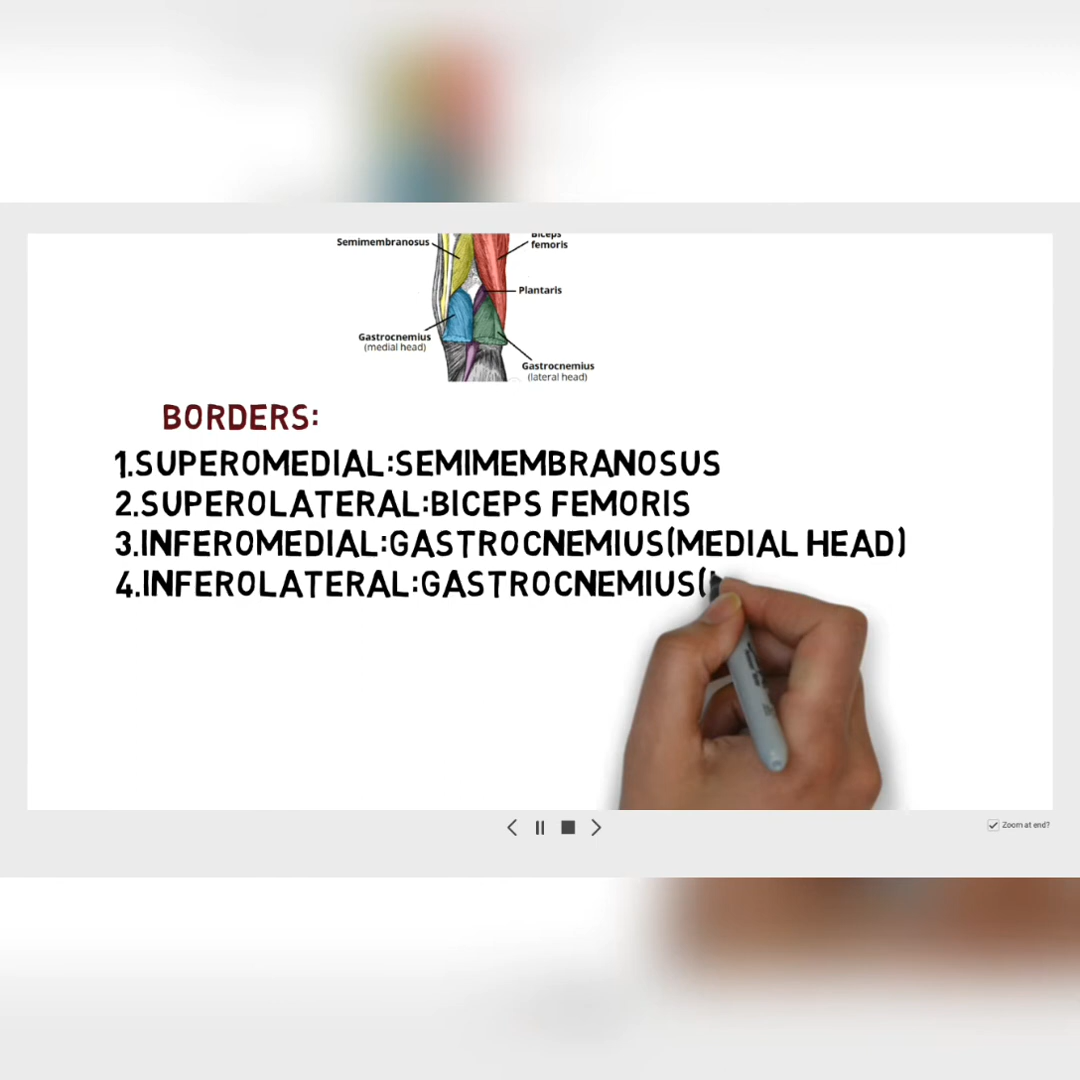 Semimembranosus
Biceps
femoris
Plantaris
Gastrocnemius
(medial head)
Gastrocnemius
(lateral head)
BORDERS:
1.SUPEROMEDIAL:SEMIMEMBRANOSUS
2.SUPEROLATERAL:BICEPS FEMORIS
3.INFEROMEDIAL:GASTROCNEMIUS(MEDIAL HEAD)
4.INFEROLATERAL:GASTROCNEMIUS(
Zoom at end?